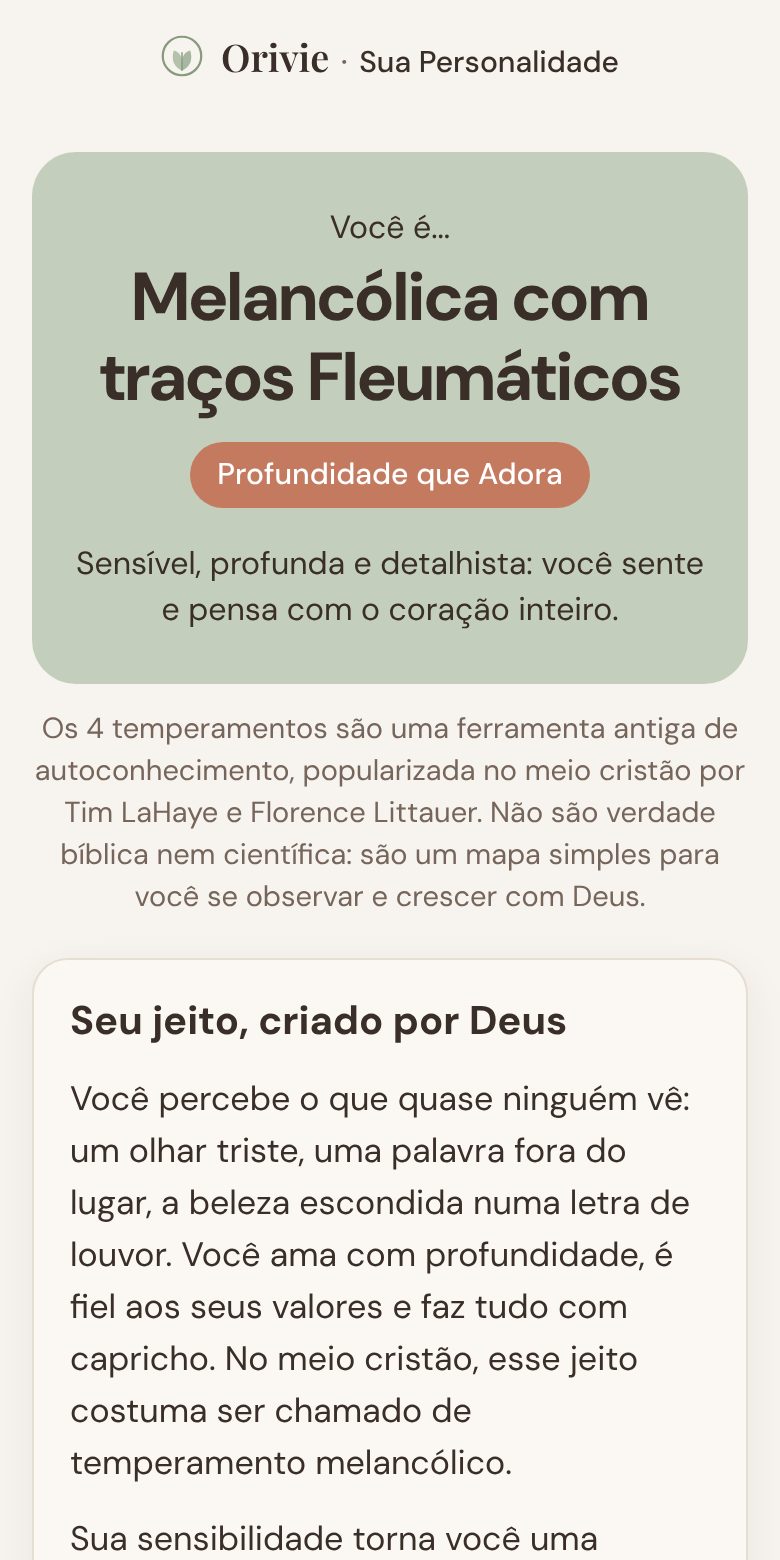 Orivie · Sua Personalidade
Você é...
Melancólica com
traços Fleumáticos
Profundidade que Adora
Sensível, profunda e detalhista: você sente
e pensa com o coração inteiro.
Os 4 temperamentos são uma ferramenta antiga de
autoconhecimento, popularizada no meio cristão por
Tim LaHaye e Florence Littauer. Não são verdade
bíblica nem científica: são um mapa simples para
você se observar e crescer com Deus.
Seu jeito, criado por Deus
Você percebe o que quase ninguém vê:
um olhar triste, uma palavra fora do
lugar, a beleza escondida numa letra de
louvor. Você ama com profundidade, é
fiel aos seus valores e faz tudo com
capricho. No meio cristão, esse jeito
costuma ser chamado de
temperamento melancólico.
Sua sensibilidade torna você uma